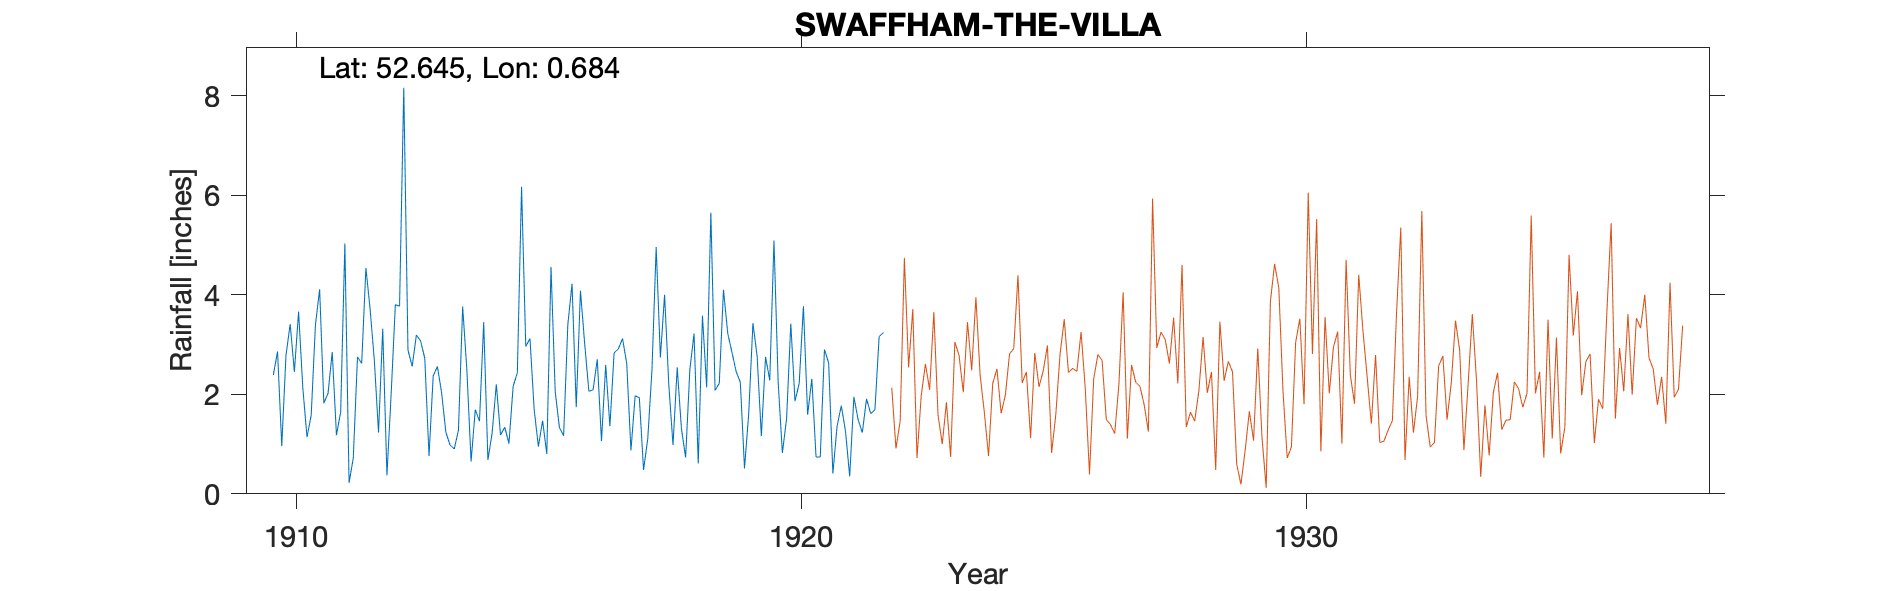 SWAFFHAM-THE-VILLA
Lat: 52.645, Lon: 0.684
8
6
4
2
0
Rainfall [inches]
1910 1920 1930
Year